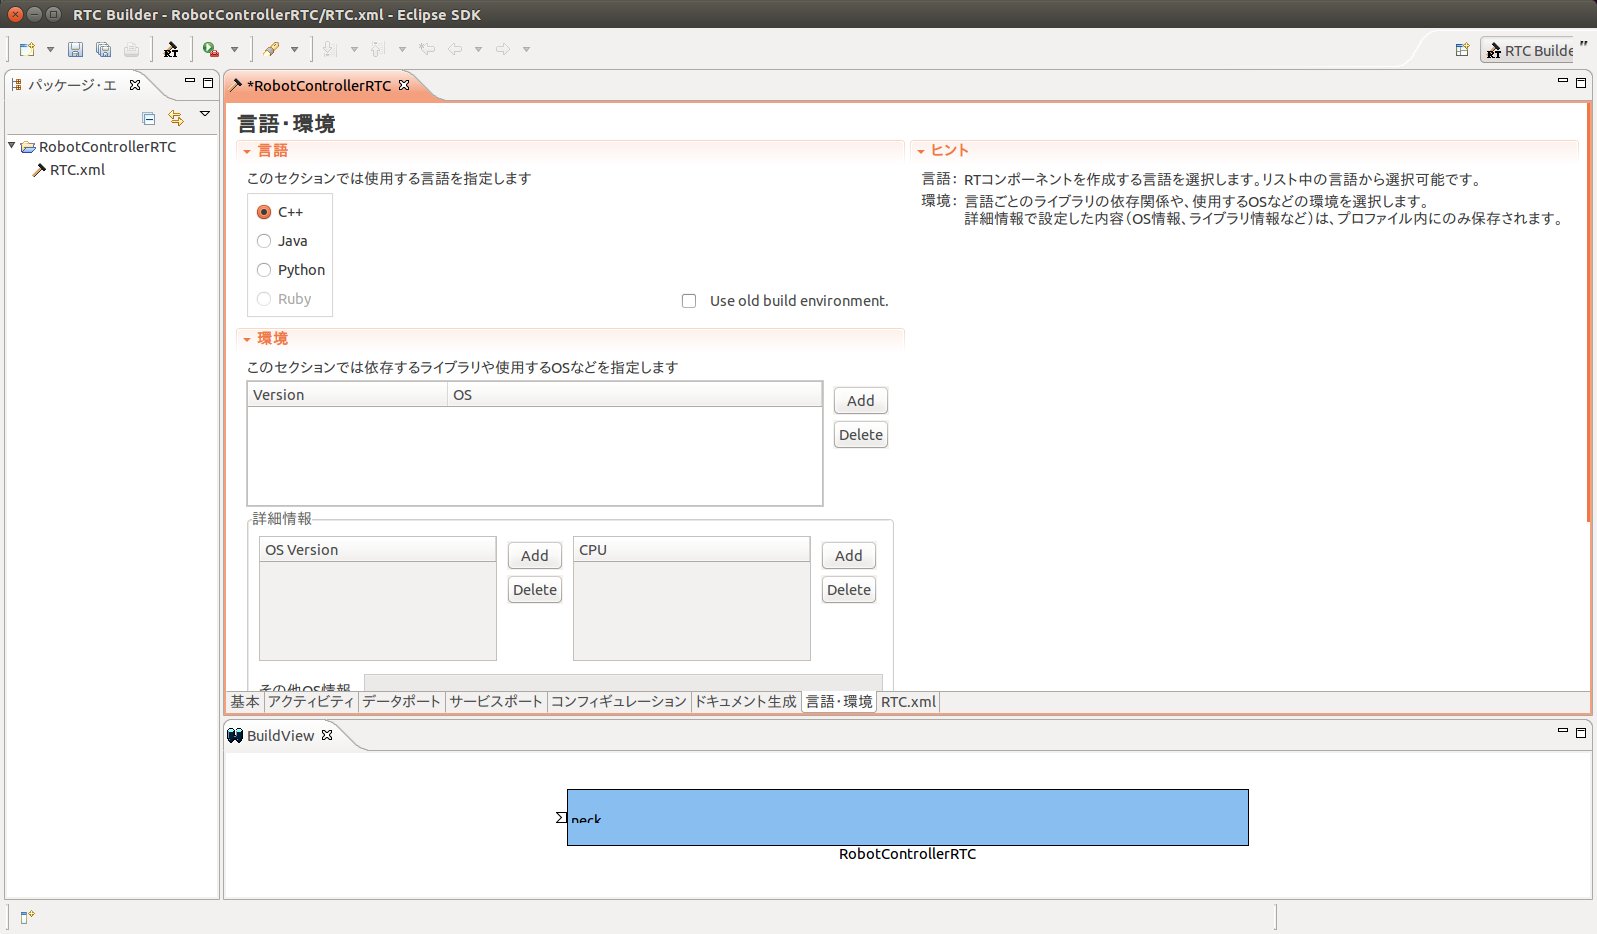 RTC Builder - RobotControllerRTC/RTC.xml - Eclipse SDK
RTC Builde
パッケージ・エ
RobotControllerRTC
RTC.xml
*RobotControllerRTC
言語・環境
言語
このセクションでは使用する言語を指定します
C++
Java
Python
Ruby
Use old build environment.
環境
このセクションでは依存するライブラリや使用するOSなどを指定します
Version OS
Add
Delete
詳細情報
OS Version
Add
Delete
CPU
Add
Delete
その他OS情報
ヒント
言語: RTコンポーネントを作成する言語を選択します。リスト中の言語から選択可能です。
環境: 言語ごとのライブラリの依存関係や、使用するOSなどの環境を選択します。
詳細情報で設定した内容(OS情報、ライブラリ情報など)は、プロファイル内にのみ保存されます。
基本 アクティビティ データポート サービスポート コンフィギュレーション ドキュメント生成 言語・環境 RTC.xml
BuildView
neck
RobotControllerRTC